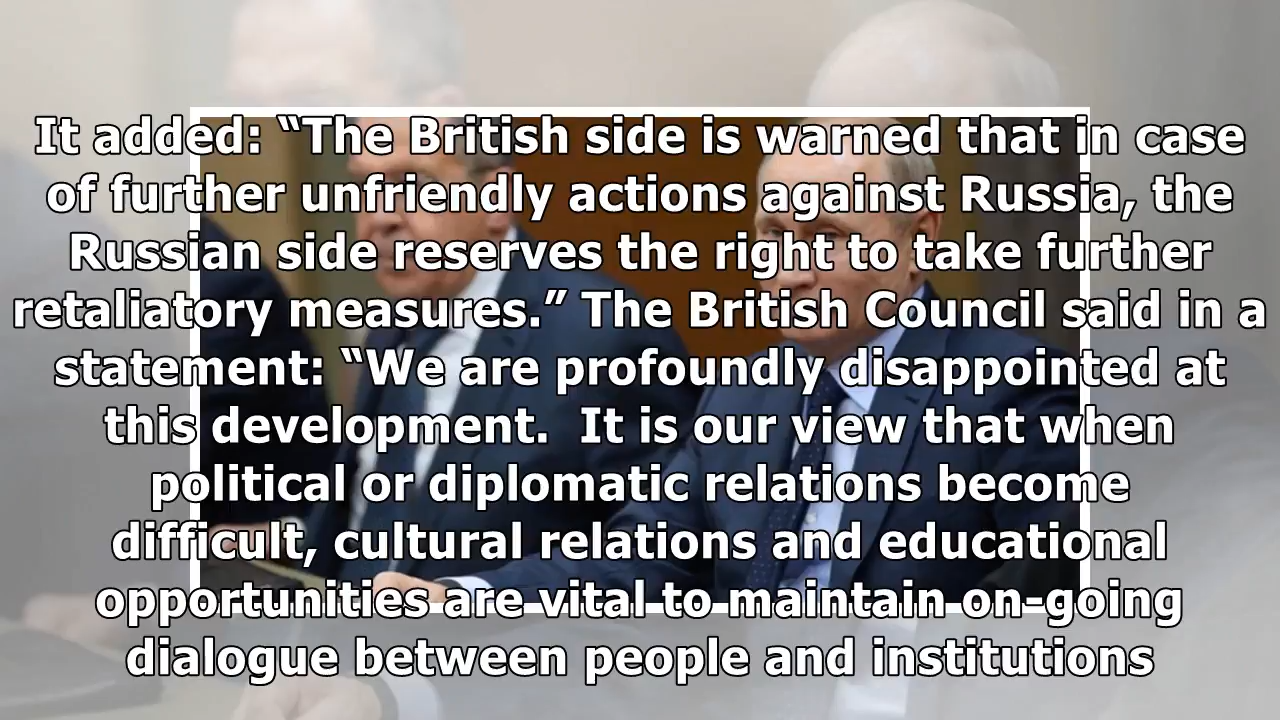 It added: “The British side is warned that in case
of further unfriendly actions against Russia, the
Russian side reserves the right to take further
retaliatory measures.” The British Council said in a
statement: “We are profoundly disappointed at
this development.  It is our view that when
political or diplomatic relations become
difficult, cultural relations and educational
opportunities are vital to maintain on-going
dialogue between people and institutions